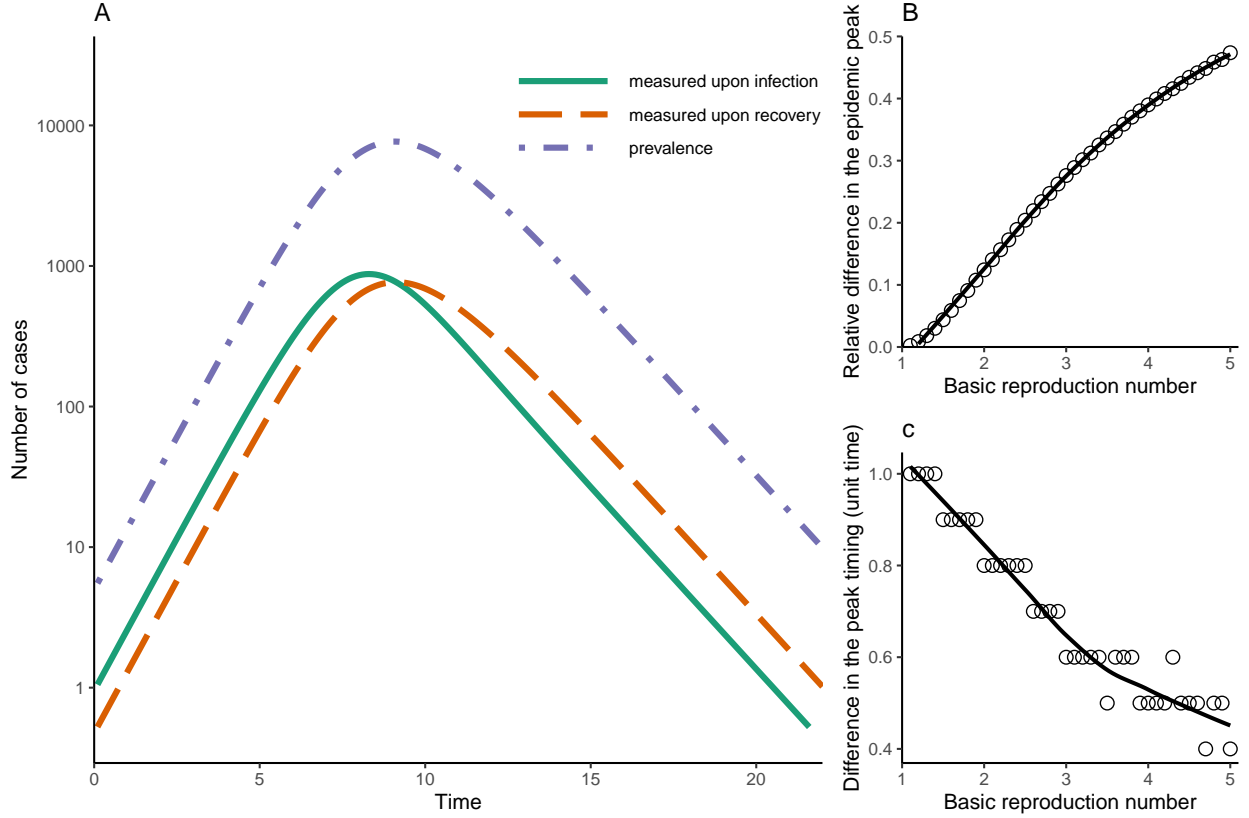 A
Number of cases
10000
1000
100
10
1
0
5
10
15
20
Time
measured upon infection
measured upon recovery
prevalence
B
Relative difference in the epidemic peak
0.5
0.4
0.3
0.2
0.1
0.0
1
2
3
4
5
Basic reproduction number
c
Difference in the peak timing (unit time)
1.0
0.8
0.6
0.4
1
2
3
4
5
Basic reproduction number